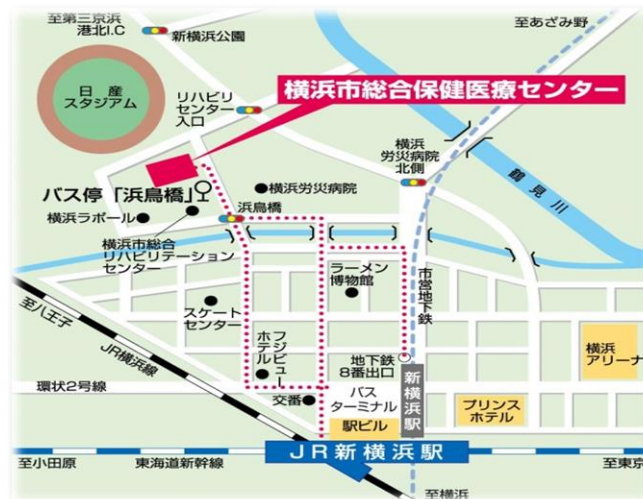 至第三京浜
港北I.C
新横浜公園
至あざみ野
日産
スタジアム
リハビリ
センター
入口
横浜市総合保健医療センター
横浜
労災病院
北側
鶴見川
バス停「浜鳥橋」
横浜労災病院
横浜ラポール
浜鳥橋
横浜市総合
リハビリテーション
センター
ラーメン
博物館
市営地下鉄
至八王子
JR横浜線
スケート
センター
フジビュー
ホテル
地下鉄
8番出口
横浜
アリーナ
環状2号線
交番
バス
ターミナル
新横浜駅
プリンス
ホテル
駅ビル
JR新横浜駅
至小田原
東海道新幹線
至東京
至横浜